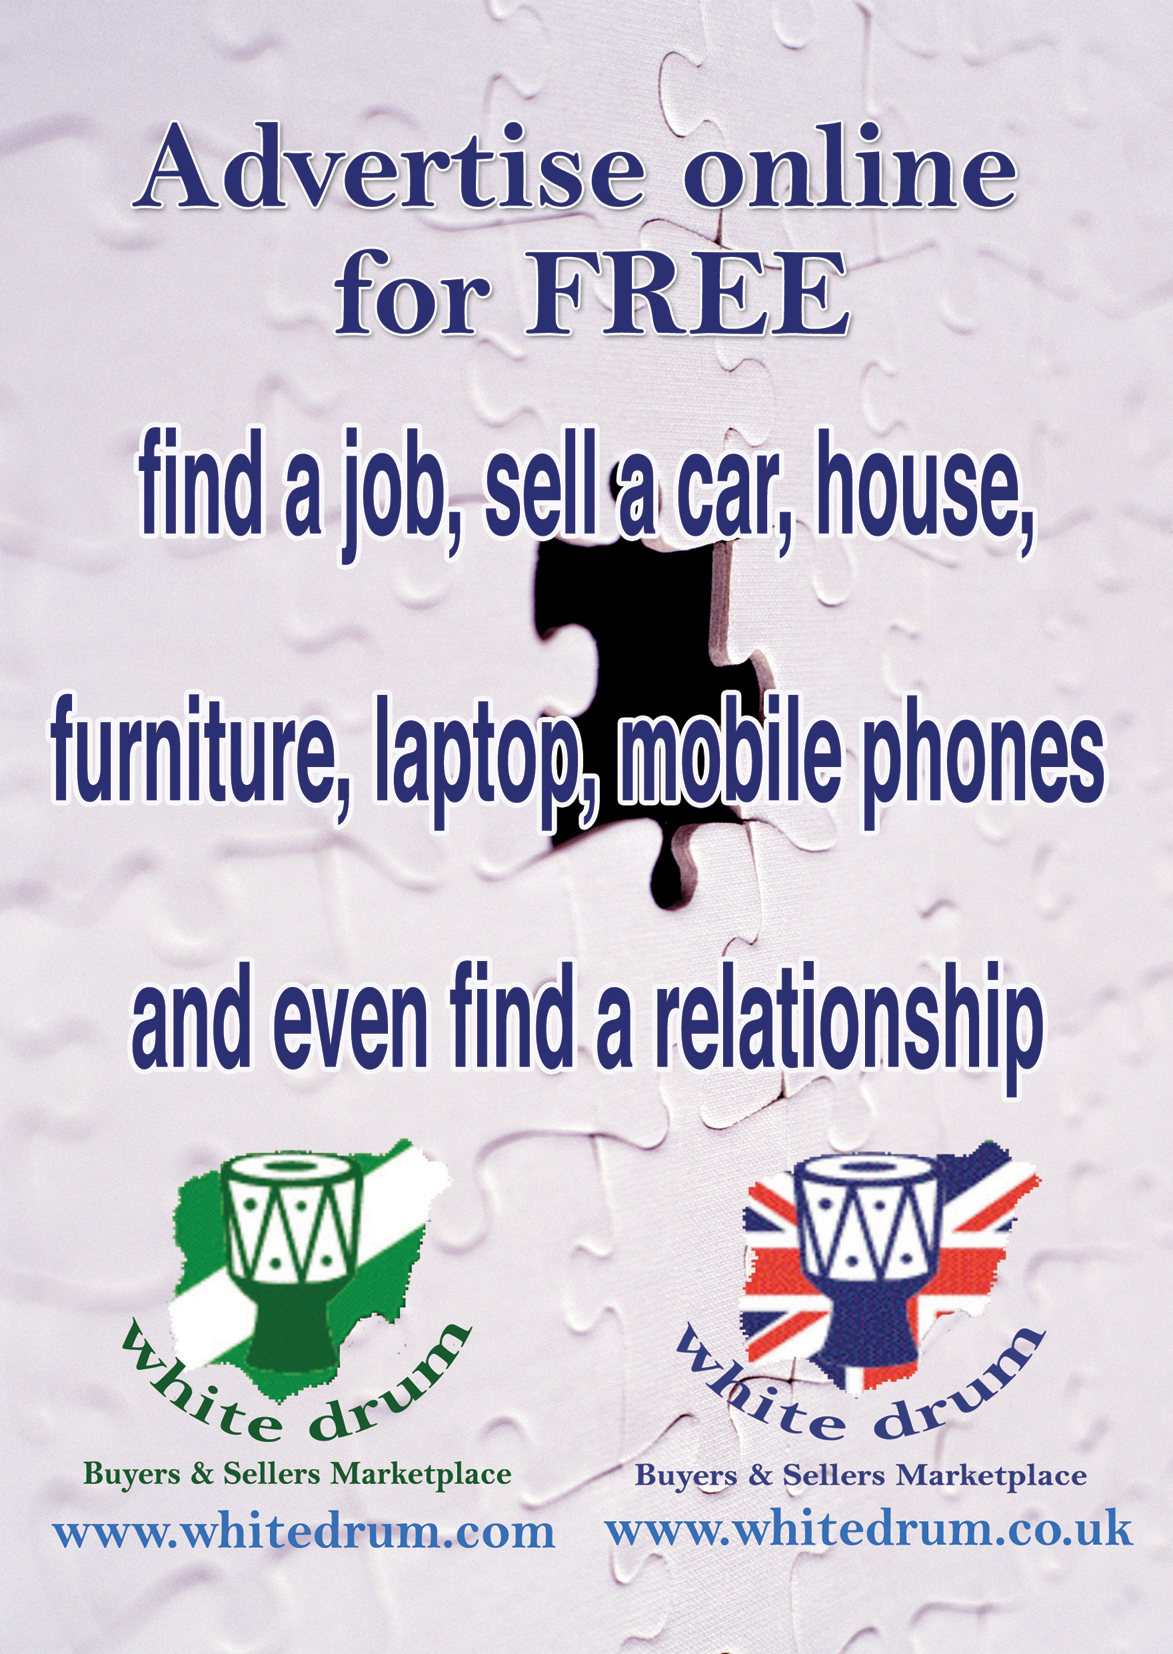 Advertise online
for FREE
find a job, sell a car, house,
furniture, laptop, mobile phones
and even find a relationship
white drum
Buyers & Sellers Marketplace
www.whitedrum.com
white drum
Buyers & Sellers Marketplace
www.whitedrum.co.uk